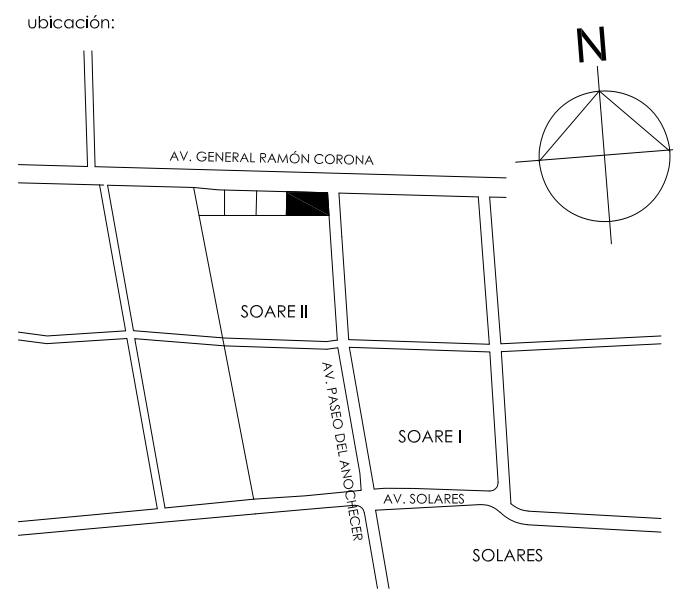 ubicación:
N
AV. GENERAL RAMÓN CORONA
SOARE II
AV. PASEO DEL ANOCHECER
SOARE I
AV. SOLARES
SOLARES